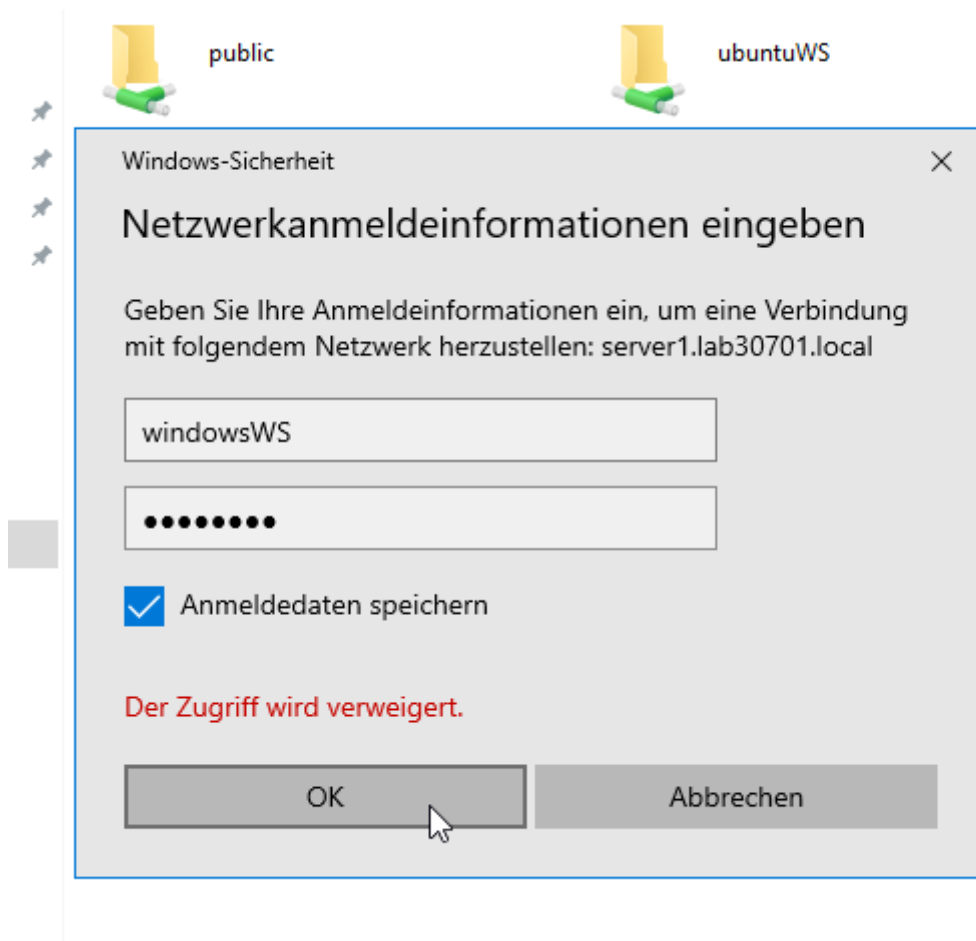 public
ubuntuWS
Windows-Sicherheit
Netzwerkanmeldeinformationen eingeben
Geben Sie Ihre Anmeldeinformationen ein, um eine Verbindung
mit folgendem Netzwerk herzustellen: server1.lab30701.local
windowsWS
●●●●●●●●
Anmeldedaten speichern
Der Zugriff wird verweigert.
OK
Abbrechen